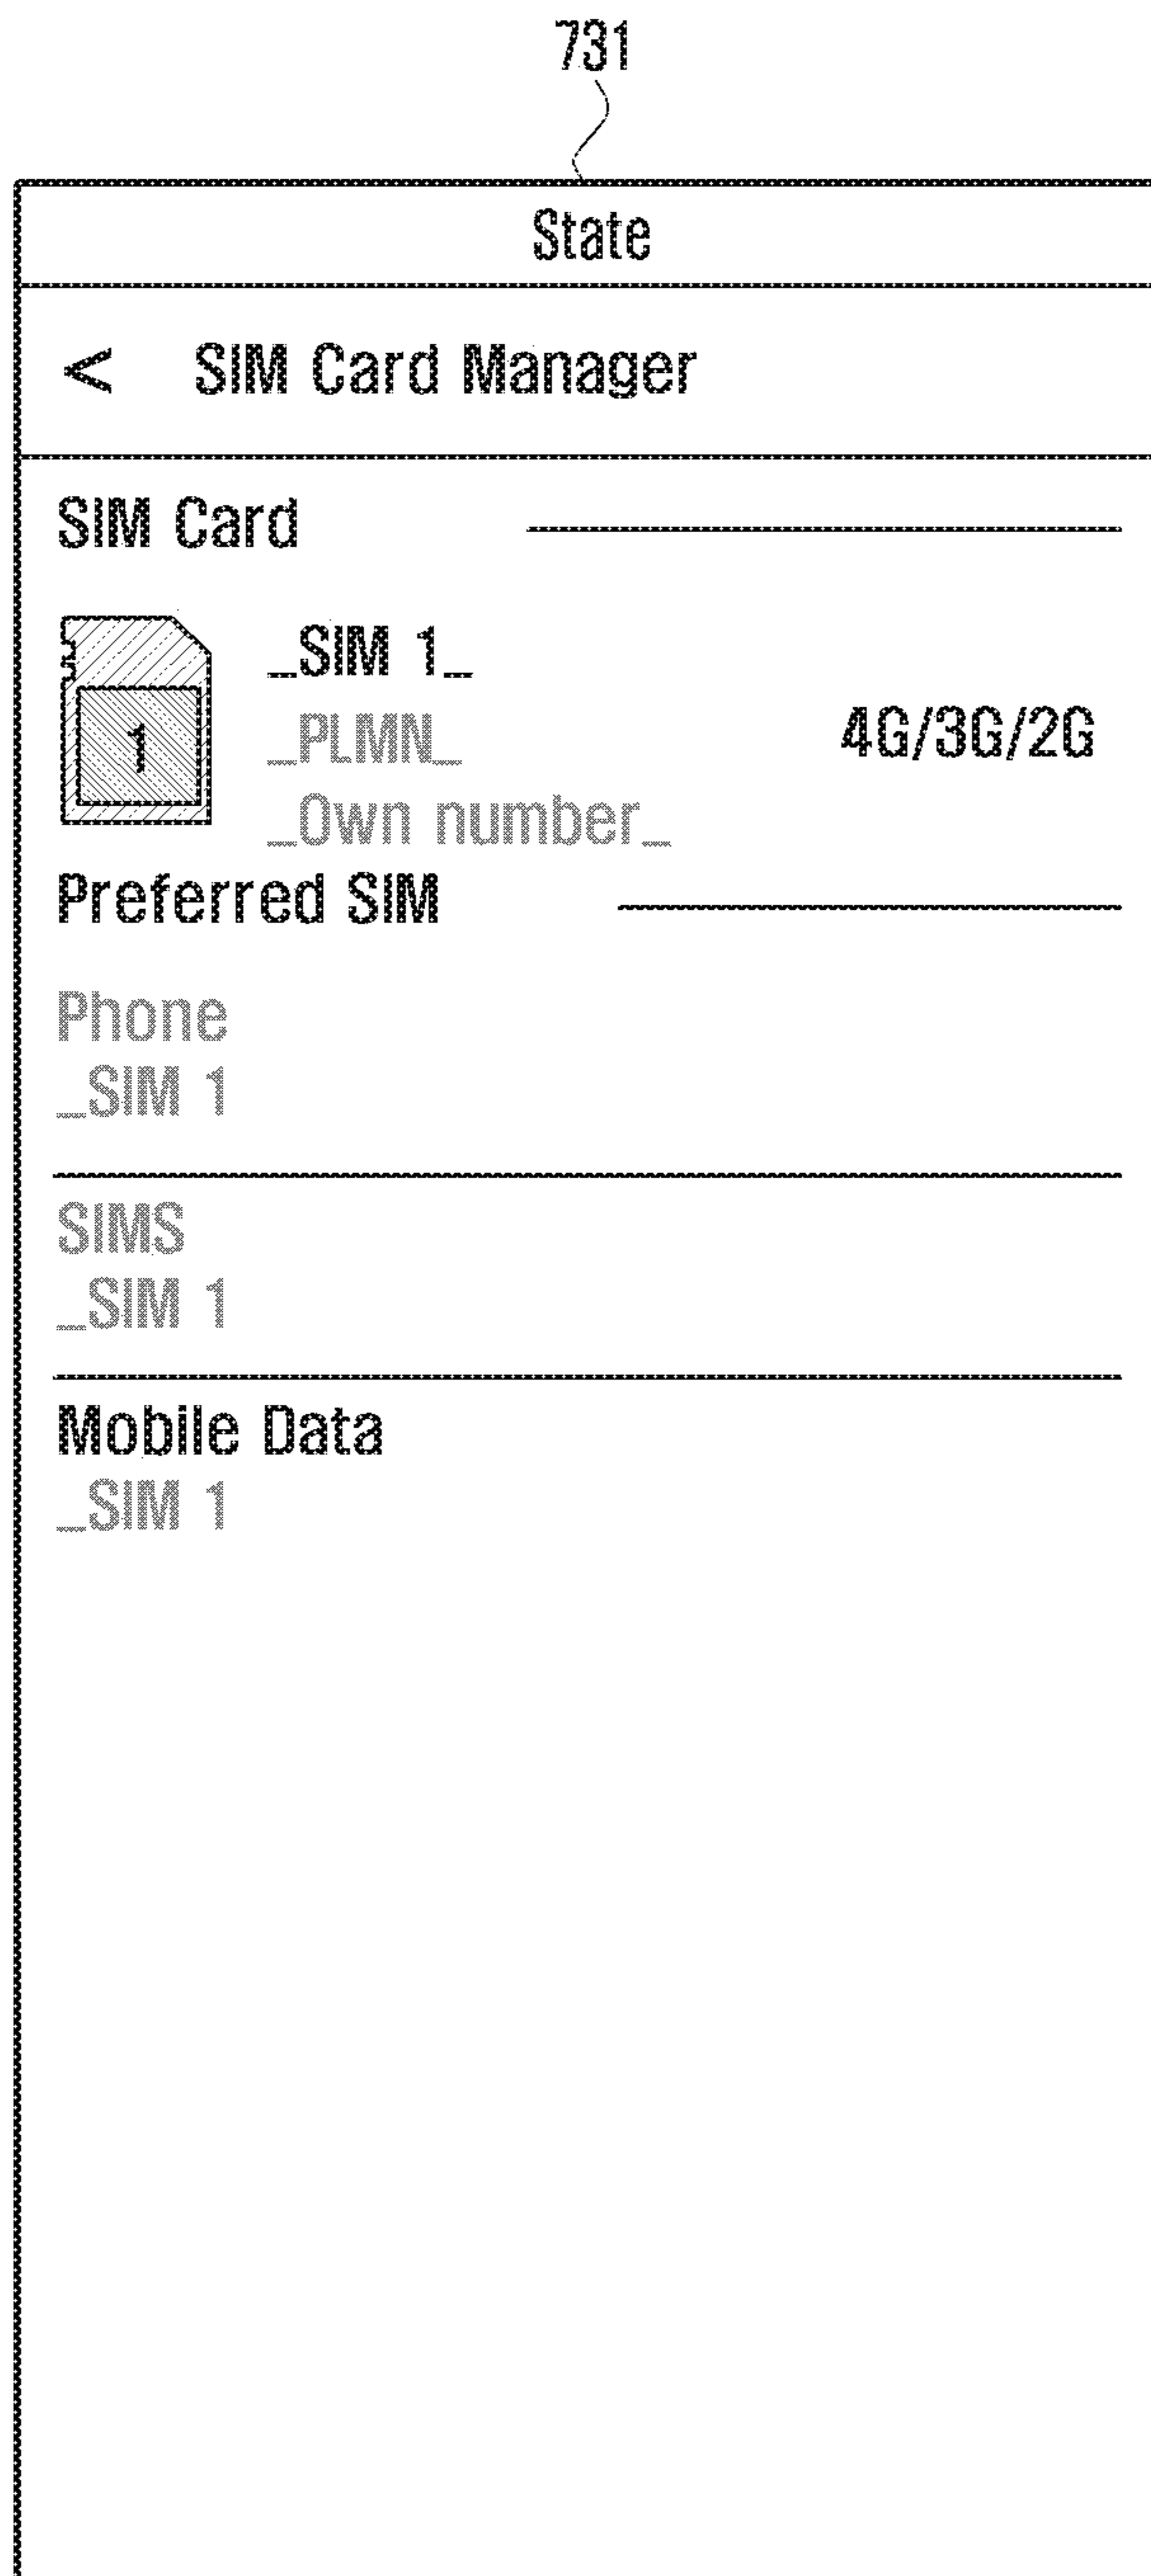 731
State
< SIM Card Manager
SIM Card
_SIM 1_
1
_PLMN_
4G/3G/2G
_Own number_
Preferred SIM
Phone
_SIM 1
SIMS
_SIM 1
Mobile Data
_SIM 1